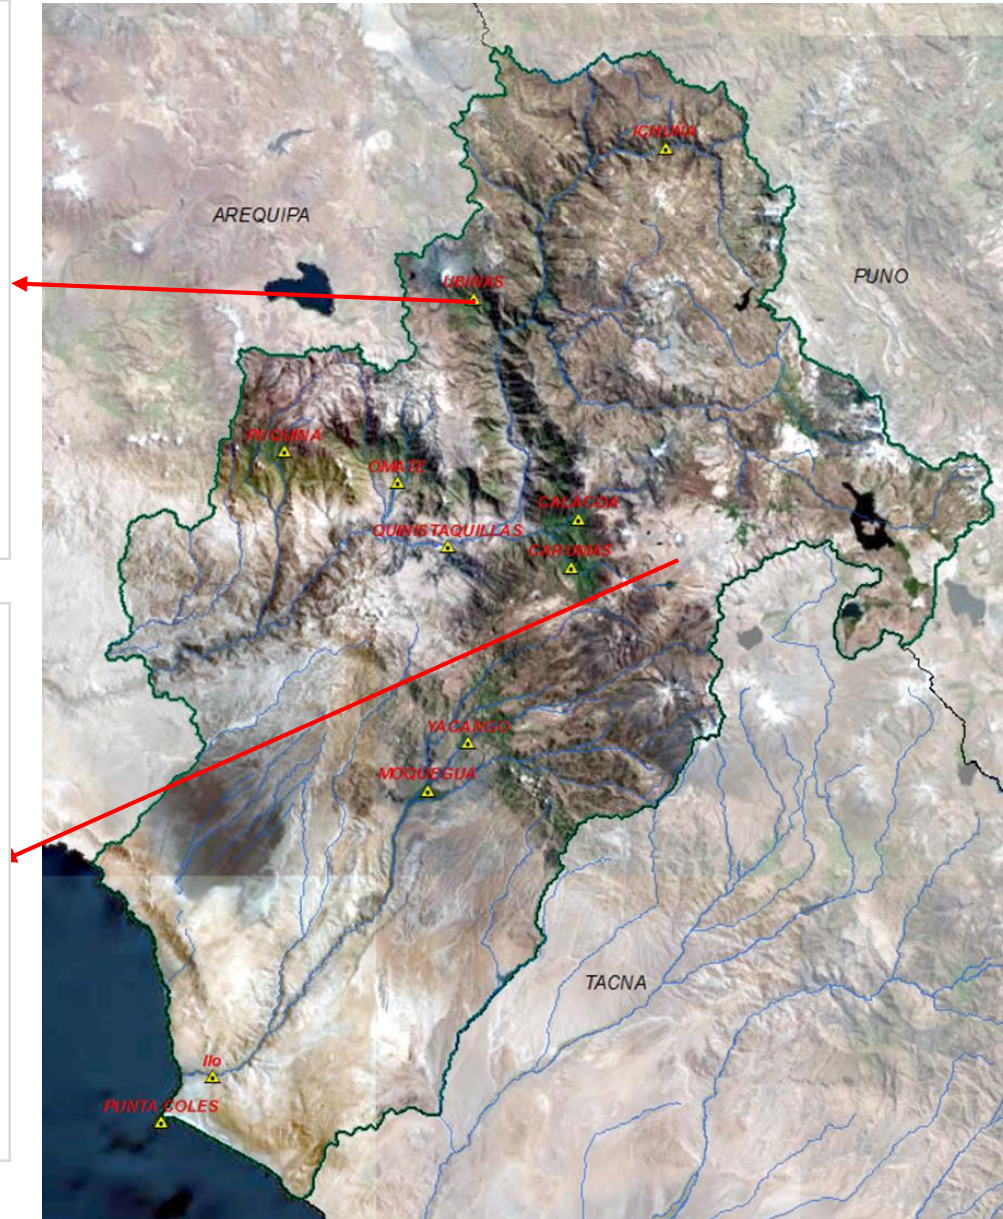 ICHUÑA
AREQUIPA
PUNO
UBINAS
PUQUINA
OMATE
CALACOA
QUINISTAQUILLAS
CARUMAS
YACANGO
MOQUEGUA
TACNA
Ilo
PUNTA COLES